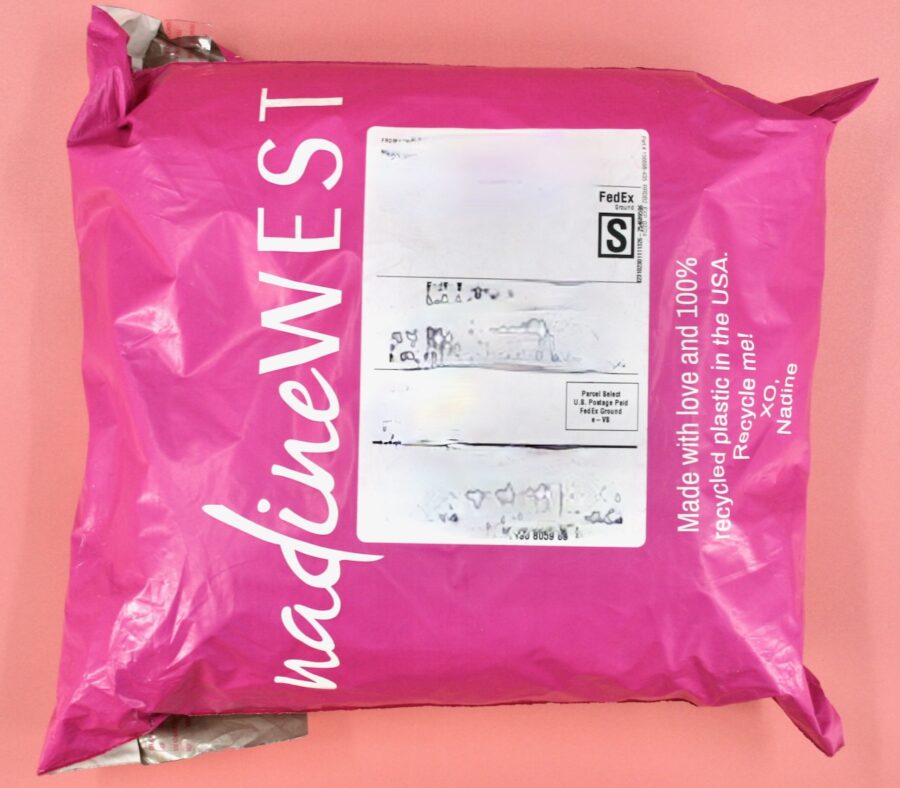 nadineWEST
FedEx
Ground
S
Parcel Select
U.S. Postage Paid
FedEx Ground
e – VS
Made with love and 100%
recycled plastic in the USA.
Recycle me!
XO,
Nadine